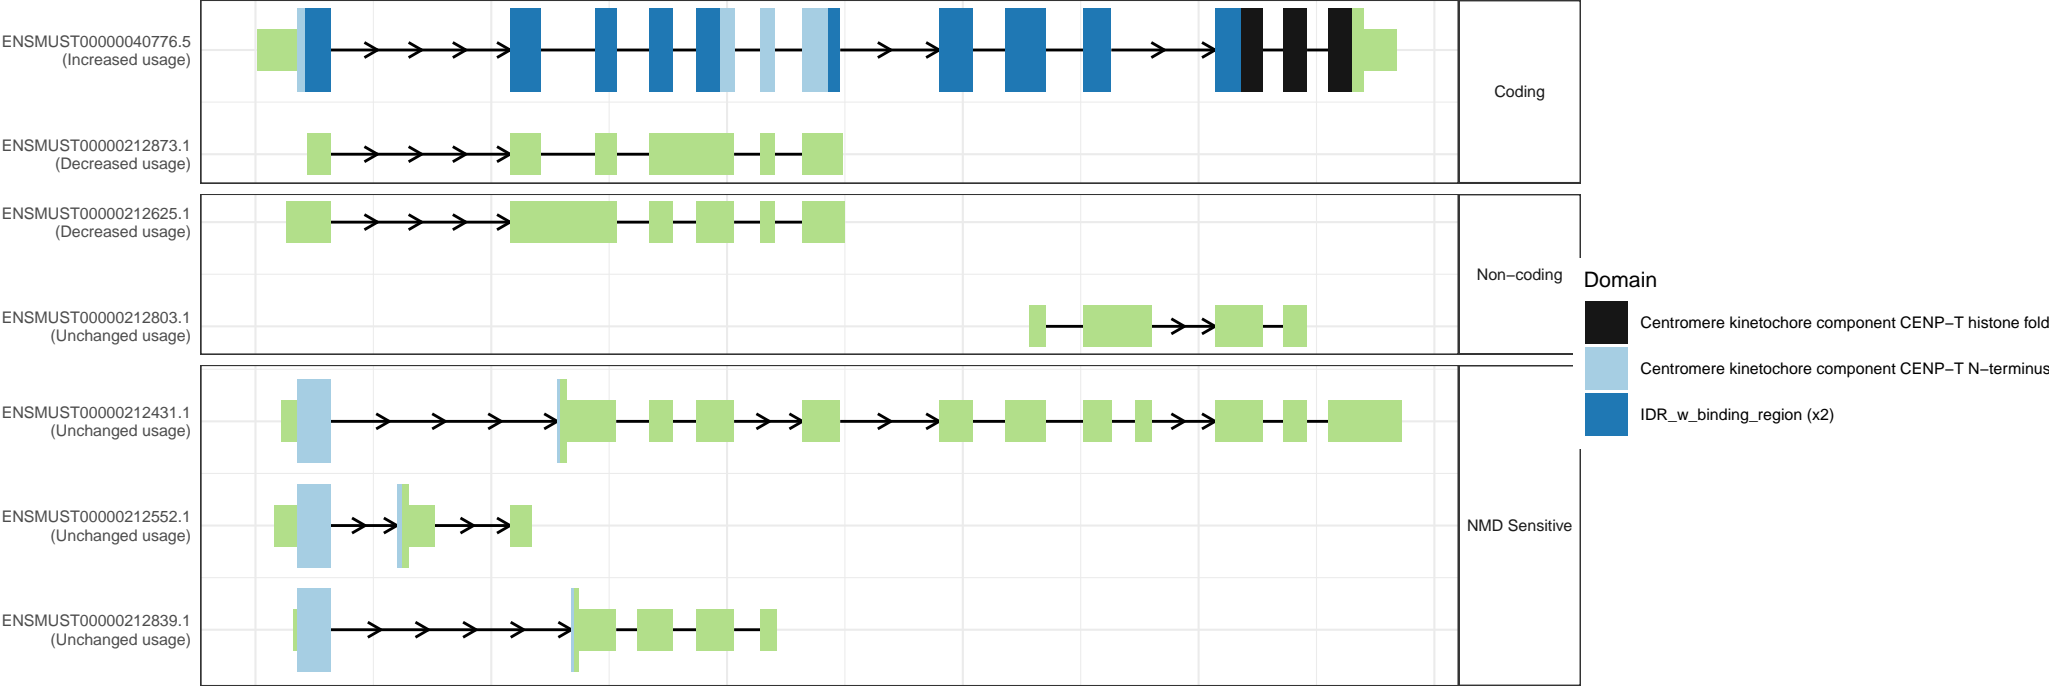 ENSMUST00000040776.5
(Increased usage)
ENSMUST00000212873.1
(Decreased usage)
Coding
ENSMUST00000212625.1
(Decreased usage)
ENSMUST00000212803.1
(Unchanged usage)
Non−coding
ENSMUST00000212431.1
(Unchanged usage)
ENSMUST00000212552.1
(Unchanged usage)
ENSMUST00000212839.1
(Unchanged usage)
NMD Sensitive
Domain
Centromere kinetochore component CENP−T histone fold
Centromere kinetochore component CENP−T N−terminus
IDR_w_binding_region (x2)